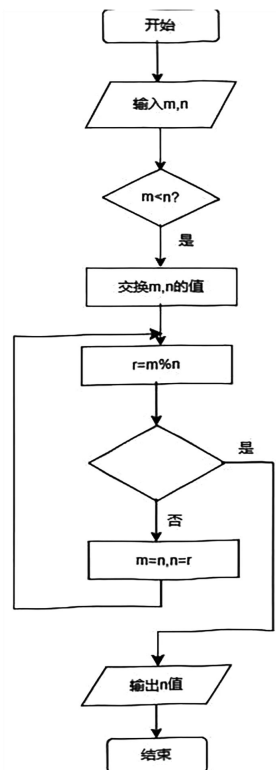 开始
输入m,n
m<n?
是
交换m,n的值
r=m%n
是
否
m=n,n=r
输出n值
结束